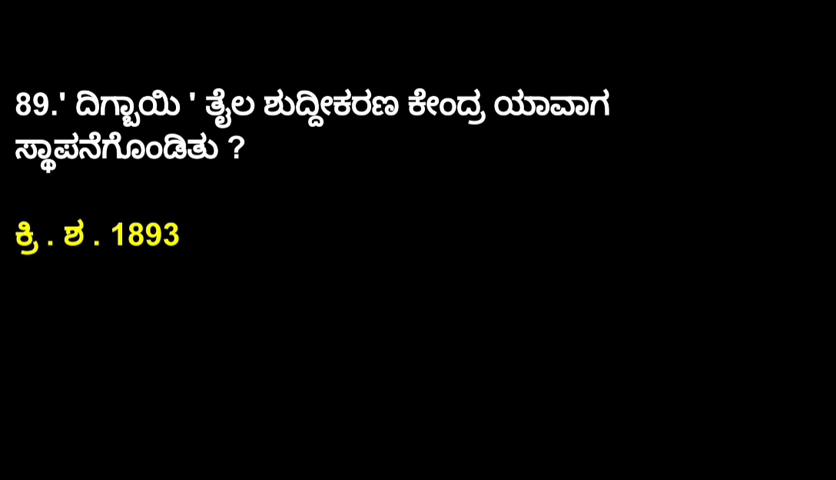 89.' ದಿಗ್ಬಾಯಿ ' ತೈಲ ಶುದ್ದೀಕರಣ ಕೇಂದ್ರ ಯಾವಾಗ
ಸ್ಥಾಪನೆಗೊಂಡಿತು ?
ಕ್ರಿ . ಶ . 1893